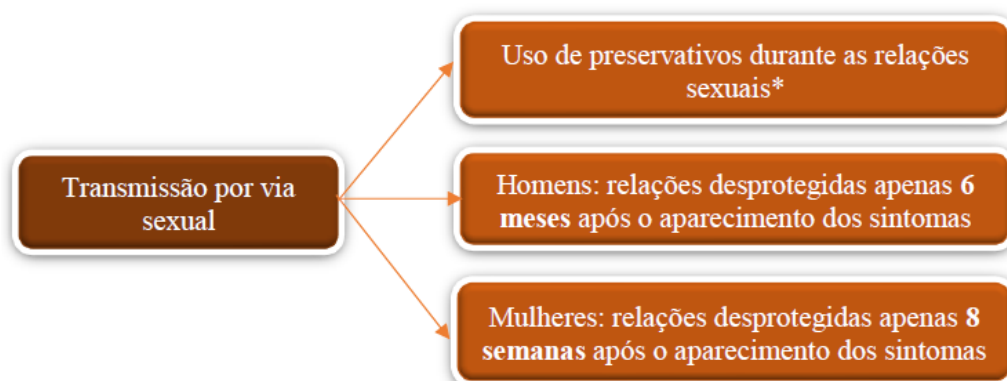 Transmissão por via
sexual
Uso de preservativos durante as relações
sexuais*
Homens: relações desprotegidas apenas 6
meses após o aparecimento dos sintomas
Mulheres: relações desprotegidas apenas 8
semanas após o aparecimento dos sintomas